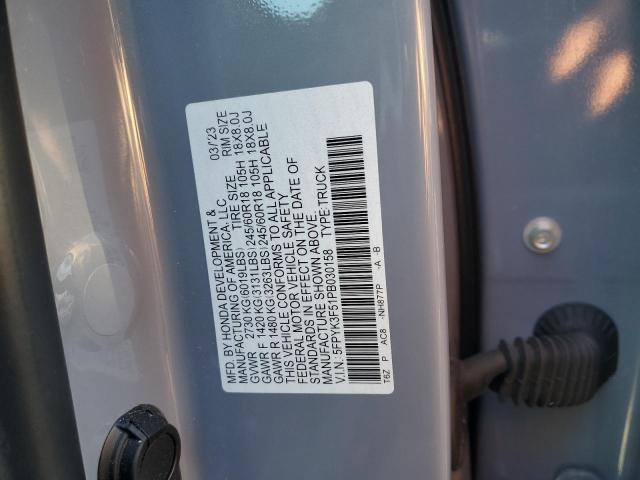 MFD. BY HONDA DEVELOPMENT &
MANUFACTURING OF AMERICA, LLC. 03/23
GVWR 2730 KG(6019LBS) TIRE SIZE RIM SIZE
GAWR F 1420 KG(3131LBS) 245/60R18 105H 18X8.0J
GAWR R 1480 KG(3263LBS) 245/60R18 105H 18X8.0J
THIS VEHICLE CONFORMS TO ALL APPLICABLE
FEDERAL MOTOR VEHICLE SAFETY
STANDARDS IN EFFECT ON THE DATE OF
MANUFACTURE SHOWN ABOVE.
V.I.N. : 5FPYK3F51PB030158 TYPE:TRUCK
T6Z P AC8 -NH877P -A -B